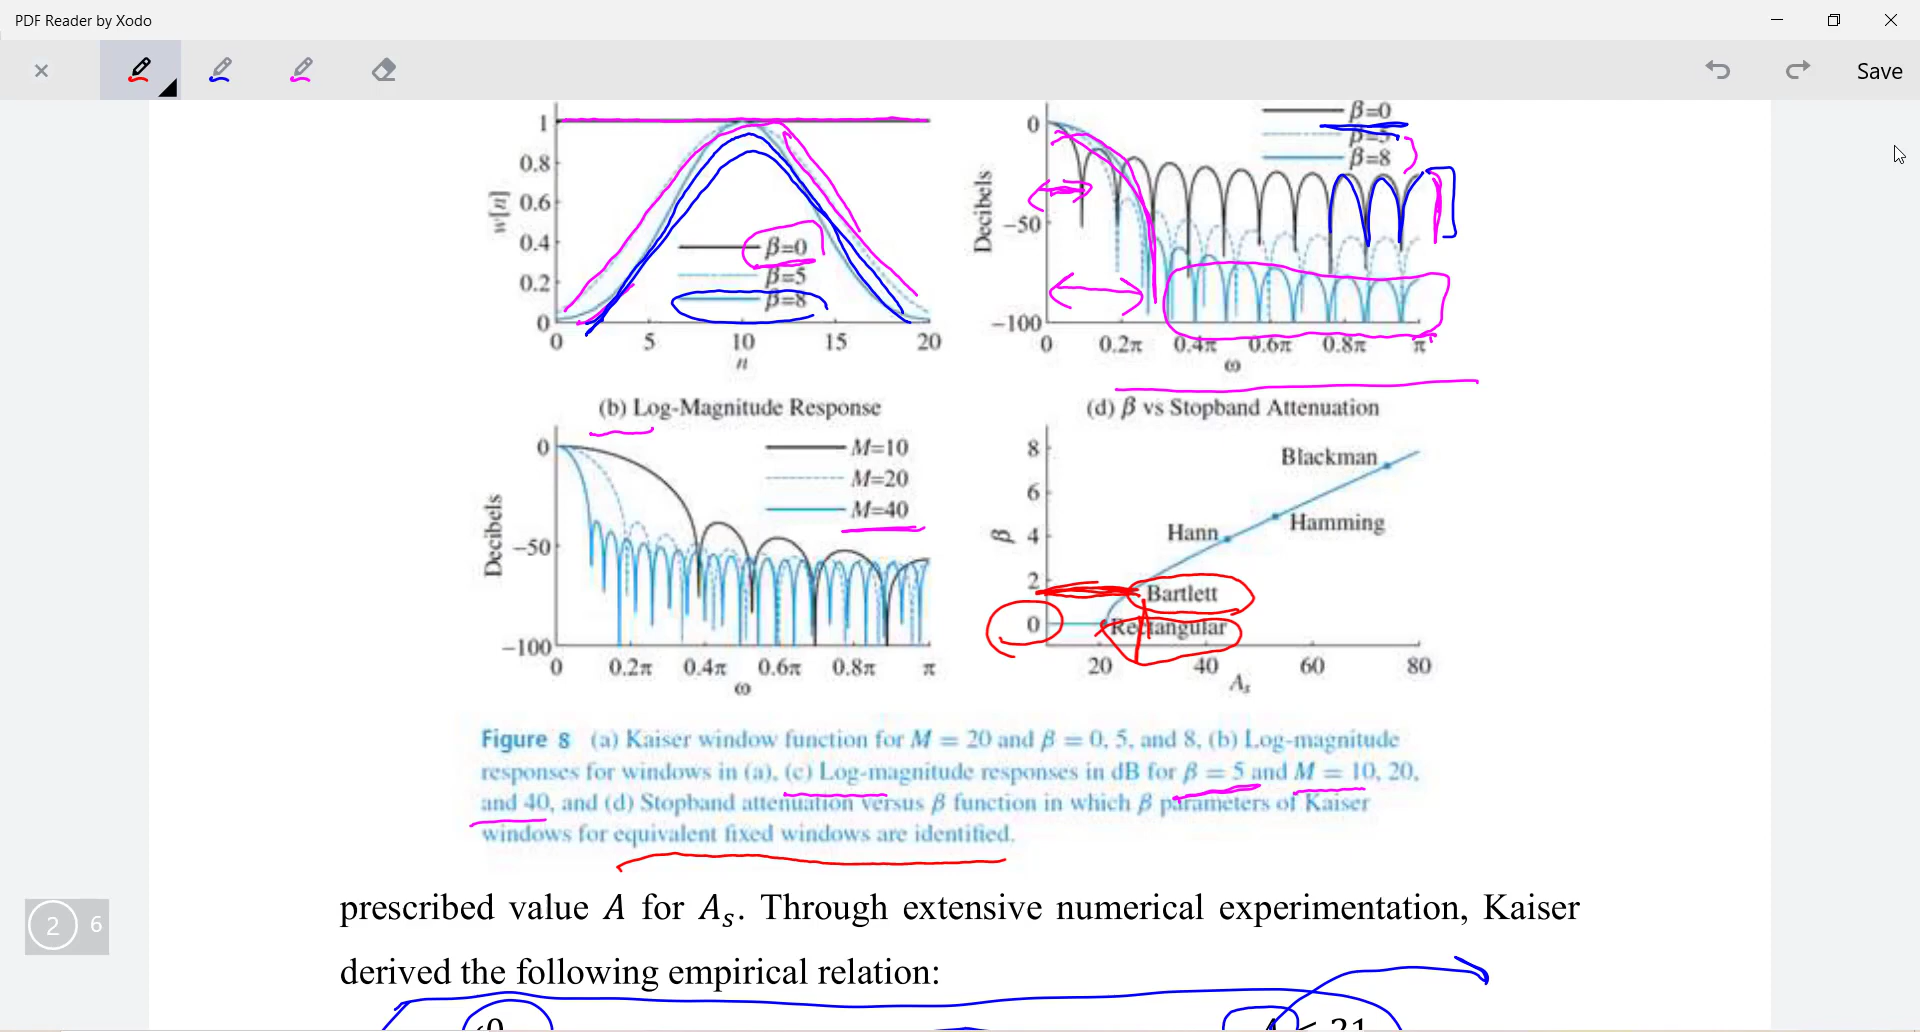 PDF Reader by Xodo
Save
1
0.8
0.6
0.4
0.2
0
w[n]
β=0
β=5
β=8
0 5 10 15 20
n
0
−50
−100
Decibels
β=0
β=5
β=8
0 0.2π 0.4π 0.6π 0.8π π
ω
(b) Log-Magnitude Response
0
−50
−100
Decibels
M=10
M=20
M=40
0 0.2π 0.4π 0.6π 0.8π π
ω
(d) β vs Stopband Attenuation
8
6
4
2
0
β
Blackman
Hamming
Hann
Bartlett
Rectangular
20 40 60 80
As
Figure 8 (a) Kaiser window function for M = 20 and β = 0, 5, and 8, (b) Log-magnitude
responses for windows in (a), (c) Log-magnitude responses in dB for β = 5 and M = 10, 20,
and 40, and (d) Stopband attenuation versus β function in which β parameters of Kaiser
windows for equivalent fixed windows are identified.
prescribed value A for As. Through extensive numerical experimentation, Kaiser
derived the following empirical relation:
2 6